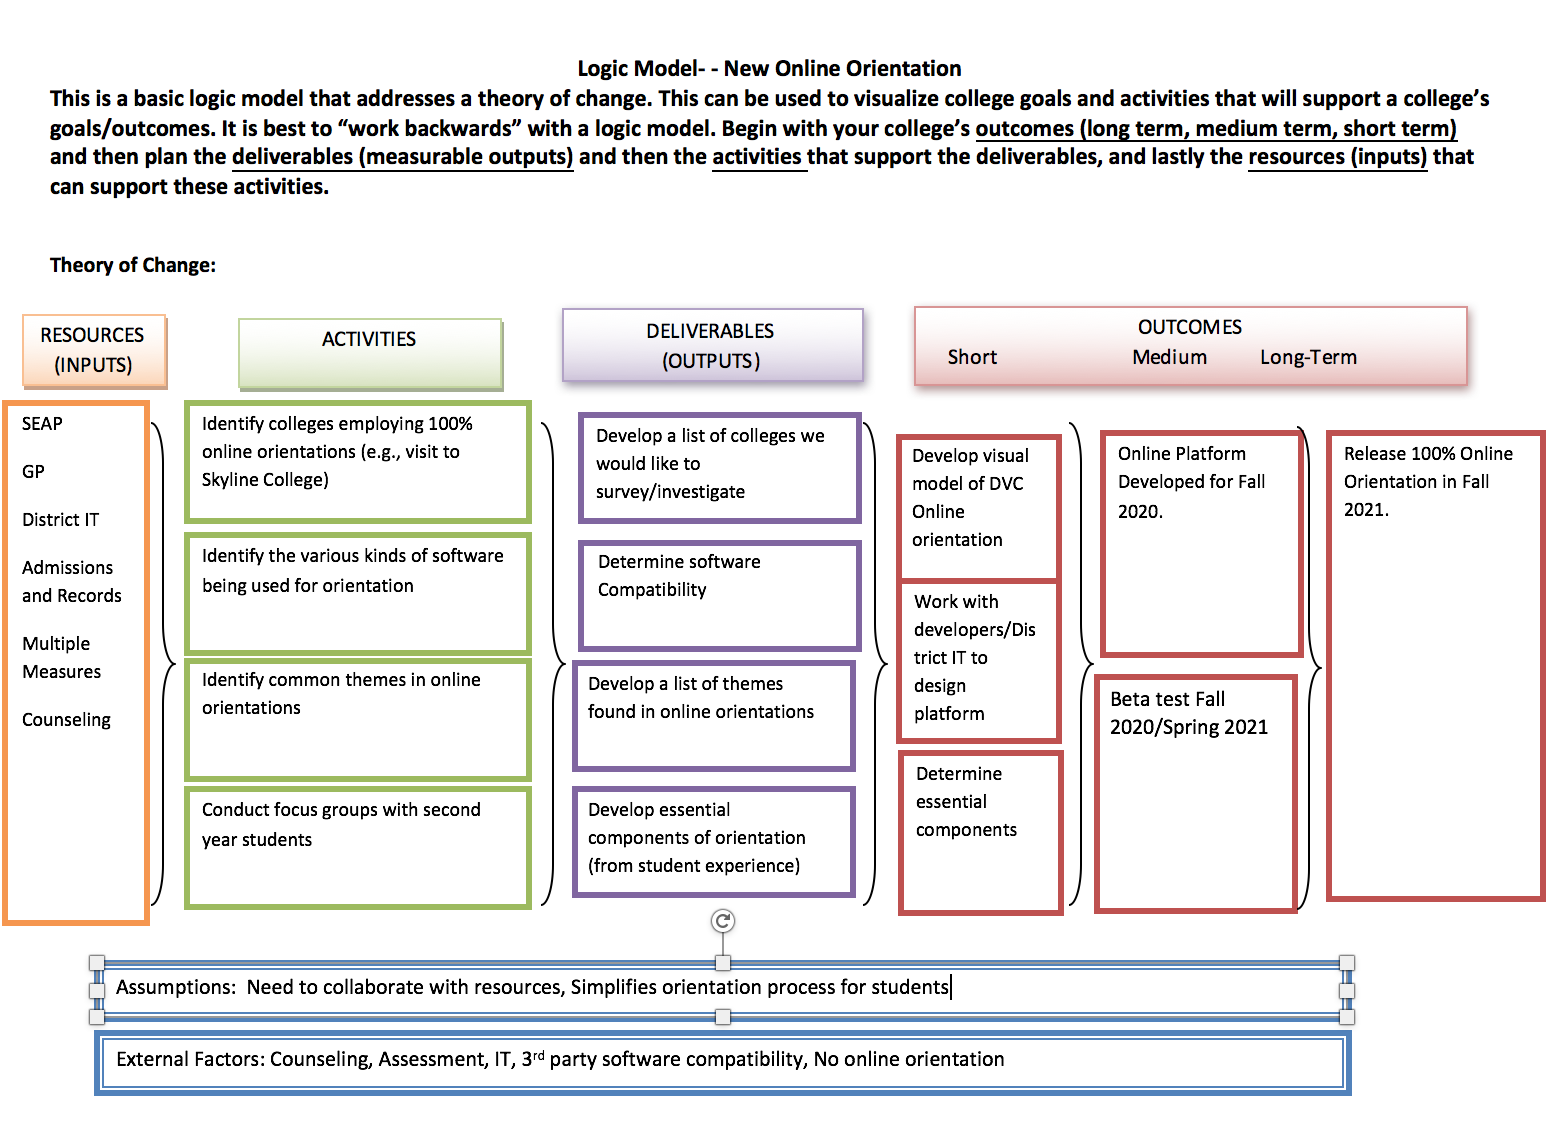 Logic Model- - New Online Orientation
This is a basic logic model that addresses a theory of change. This can be used to visualize college goals and activities that will support a college’s
goals/outcomes. It is best to “work backwards” with a logic model. Begin with your college’s outcomes (long term, medium term, short term)
and then plan the deliverables (measurable outputs) and then the activities that support the deliverables, and lastly the resources (inputs) that
can support these activities.
Theory of Change:
RESOURCES
(INPUTS)
ACTIVITIES
DELIVERABLES
(OUTPUTS)
OUTCOMES
Short Medium Long-Term
SEAP
GP
District IT
Admissions
and Records
Multiple
Measures
Counseling
Identify colleges employing 100%
online orientations (e.g., visit to
Skyline College)
Identify the various kinds of software
being used for orientation
Identify common themes in online
orientations
Conduct focus groups with second
year students
Develop a list of colleges we
would like to
survey/investigate
Determine software
Compatibility
Develop a list of themes
found in online orientations
Develop essential
components of orientation
(from student experience)
Develop visual
model of DVC
Online
orientation
Work with
developers/Dis
trict IT to
design
platform
Determine
essential
components
Online Platform
Developed for Fall
2020.
Beta test Fall
2020/Spring 2021
Release 100% Online
Orientation in Fall
2021.
Assumptions:  Need to collaborate with resources, Simplifies orientation process for students
External Factors: Counseling, Assessment, IT, 3rd party software compatibility, No online orientation